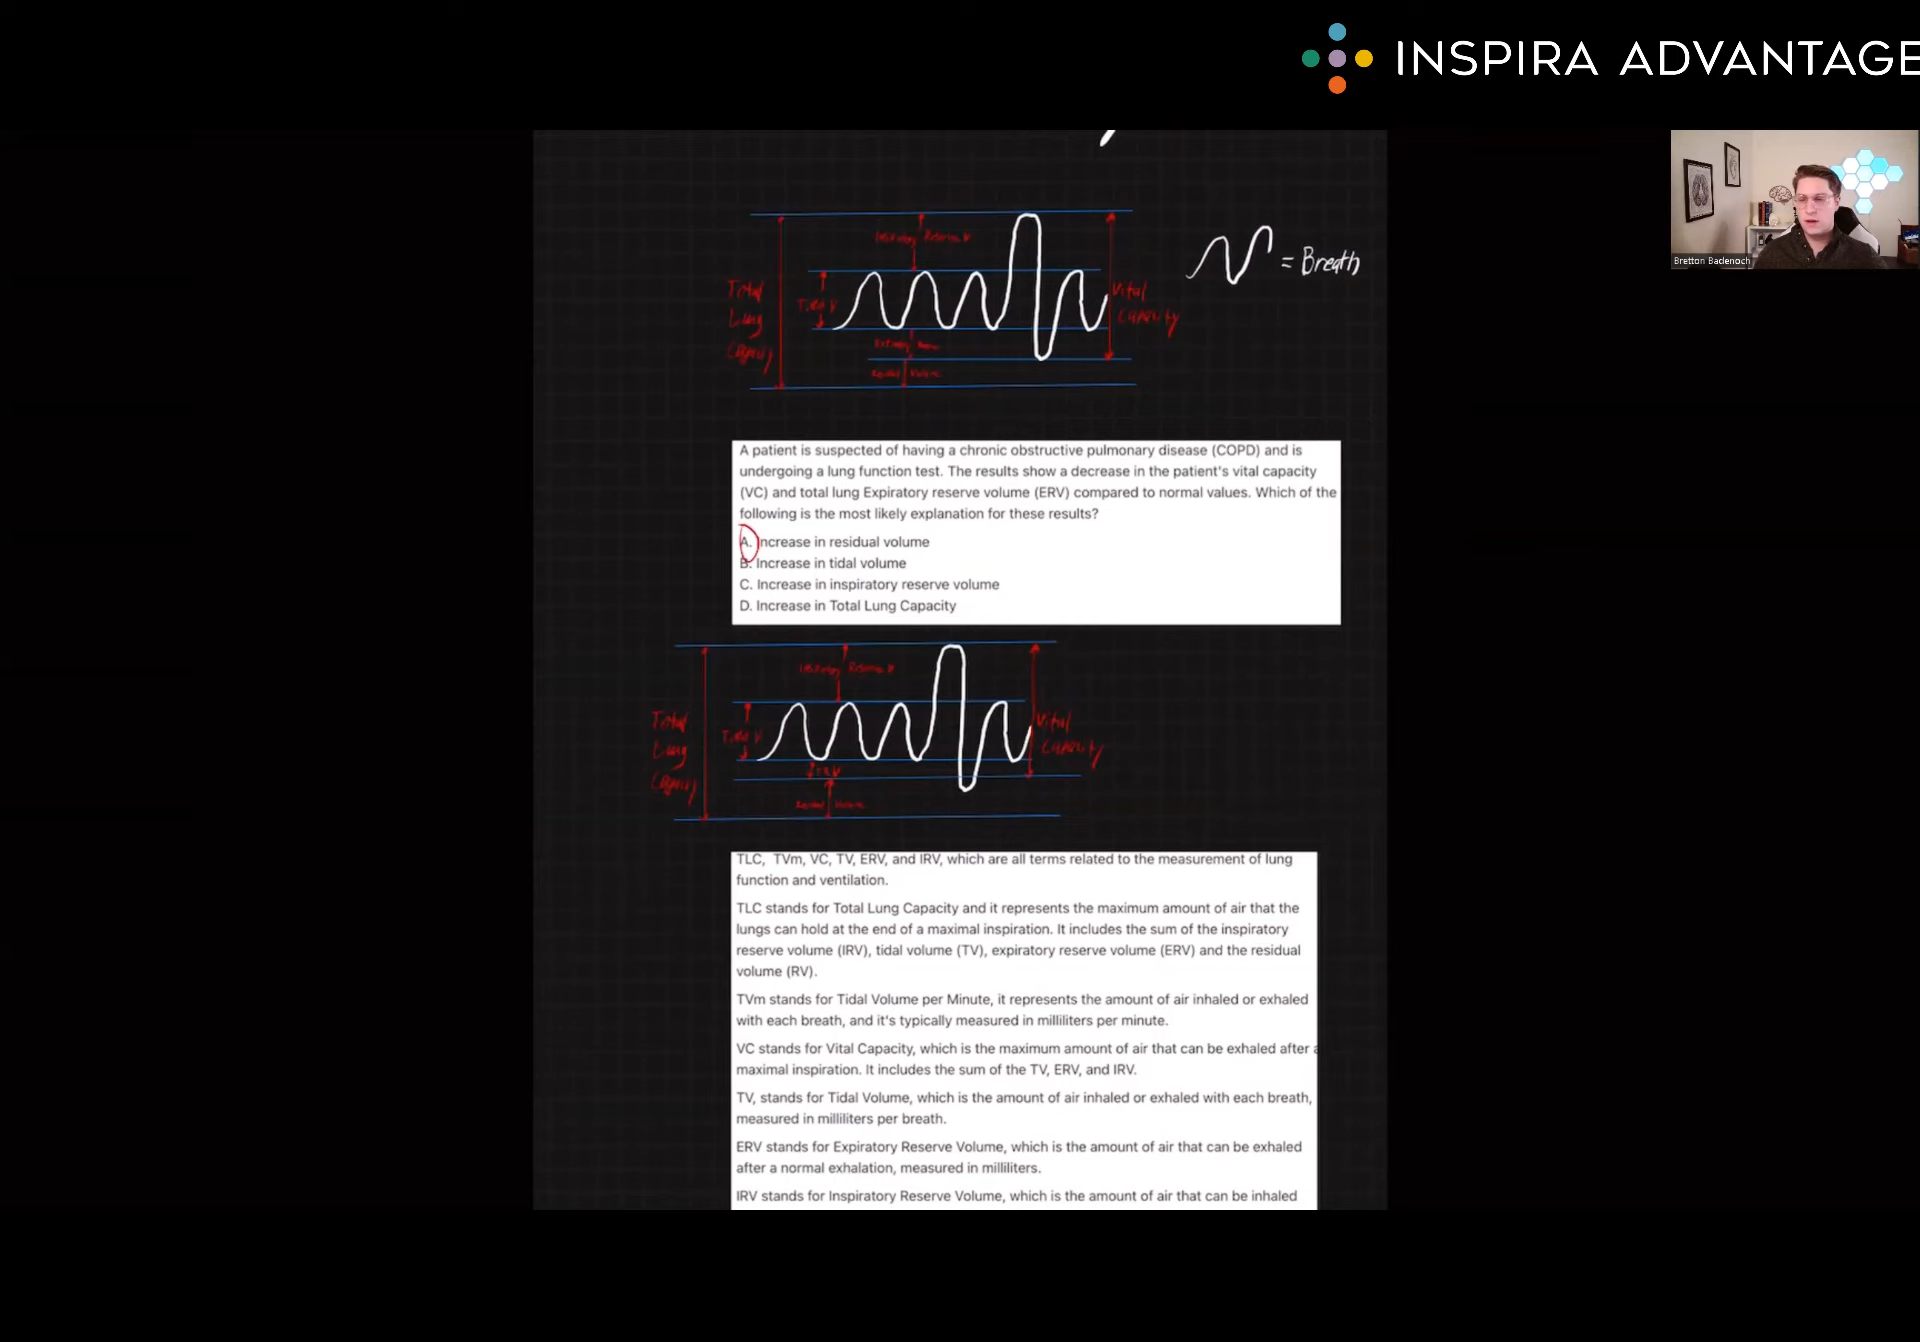 INSPIRA ADVANTAGE
Bretton Badenoch
Inspiratory Reserve V
= Breath
Total
Lung
Tidal V
Vital
Capacity
Residual Volume
A patient is suspected of having a chronic obstructive pulmonary disease (COPD) and is
undergoing a lung function test. The results show a decrease in the patient's vital capacity
(VC) and total lung Expiratory reserve volume (ERV) compared to normal values. Which of the
following is the most likely explanation for these results?
A. Increase in residual volume
B. Increase in tidal volume
C. Increase in inspiratory reserve volume
D. Increase in Total Lung Capacity
Inspiratory Reserve V
Total
Lung
Tidal V
Vital
Capacity
ERV
Residual Volume
TLC, TVm, VC, TV, ERV, and IRV, which are all terms related to the measurement of lung
function and ventilation.
TLC stands for Total Lung Capacity and it represents the maximum amount of air that the
lungs can hold at the end of a maximal inspiration. It includes the sum of the inspiratory
reserve volume (IRV), tidal volume (TV), expiratory reserve volume (ERV) and the residual
volume (RV).
TVm stands for Tidal Volume per Minute, it represents the amount of air inhaled or exhaled
with each breath, and it's typically measured in milliliters per minute.
VC stands for Vital Capacity, which is the maximum amount of air that can be exhaled after a
maximal inspiration. It includes the sum of the TV, ERV, and IRV.
TV, stands for Tidal Volume, which is the amount of air inhaled or exhaled with each breath,
measured in milliliters per breath.
ERV stands for Expiratory Reserve Volume, which is the amount of air that can be exhaled
after a normal exhalation, measured in milliliters.
IRV stands for Inspiratory Reserve Volume, which is the amount of air that can be inhaled